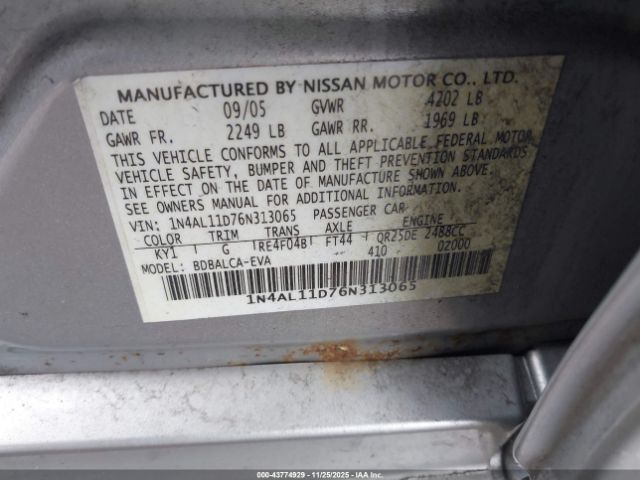 MANUFACTURED BY NISSAN MOTOR CO., LTD.
DATE 09/05 GVWR 4202 LB
GAWR FR. 2249 LB GAWR RR. 1969 LB
THIS VEHICLE CONFORMS TO ALL APPLICABLE FEDERAL MOTOR
VEHICLE SAFETY, BUMPER AND THEFT PREVENTION STANDARDS
IN EFFECT ON THE DATE OF MANUFACTURE SHOWN ABOVE.
SEE OWNERS MANUAL FOR ADDITIONAL INFORMATION.
VIN: 1N4AL11D76N313065 PASSENGER CAR
COLOR TRIM TRANS AXLE ENGINE
KY1 G RE4F04B FT44 QR25DE 2488CC
MODEL: BDBALCA-EVA 410 02000
1N4AL11D76N313065
000-43774929 - 11/25/2025 - IAAI.COM